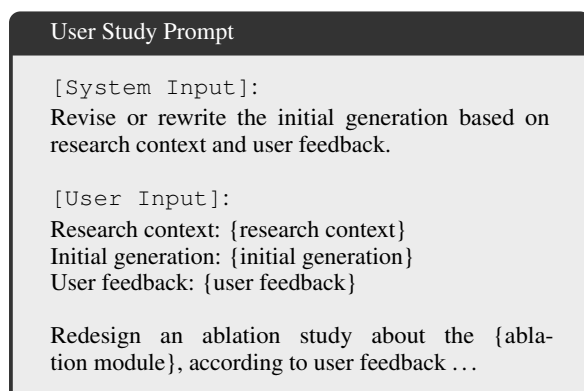 User Study Prompt
[System Input]:
Revise or rewrite the initial generation based on
research context and user feedback.
[User Input]:
Research context: {research context}
Initial generation: {initial generation}
User feedback: {user feedback}
Redesign an ablation study about the {abla-
tion module}, according to user feedback ...